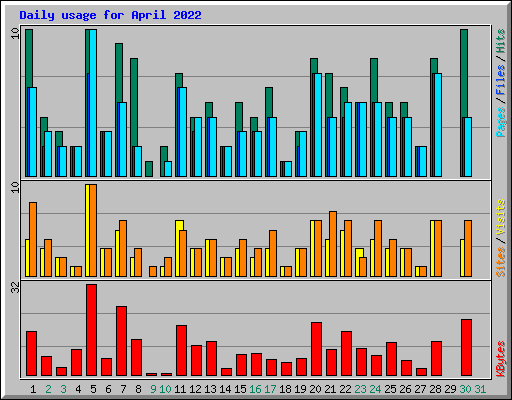 Daily usage for April 2022
10
Pages / Files / Hits
10
Sites / Visits
32
KBytes
1 2 3 4 5 6 7 8 9 10 11 12 13 14 15 16 17 18 19 20 21 22 23 24 25 26 27 28 29 30 31